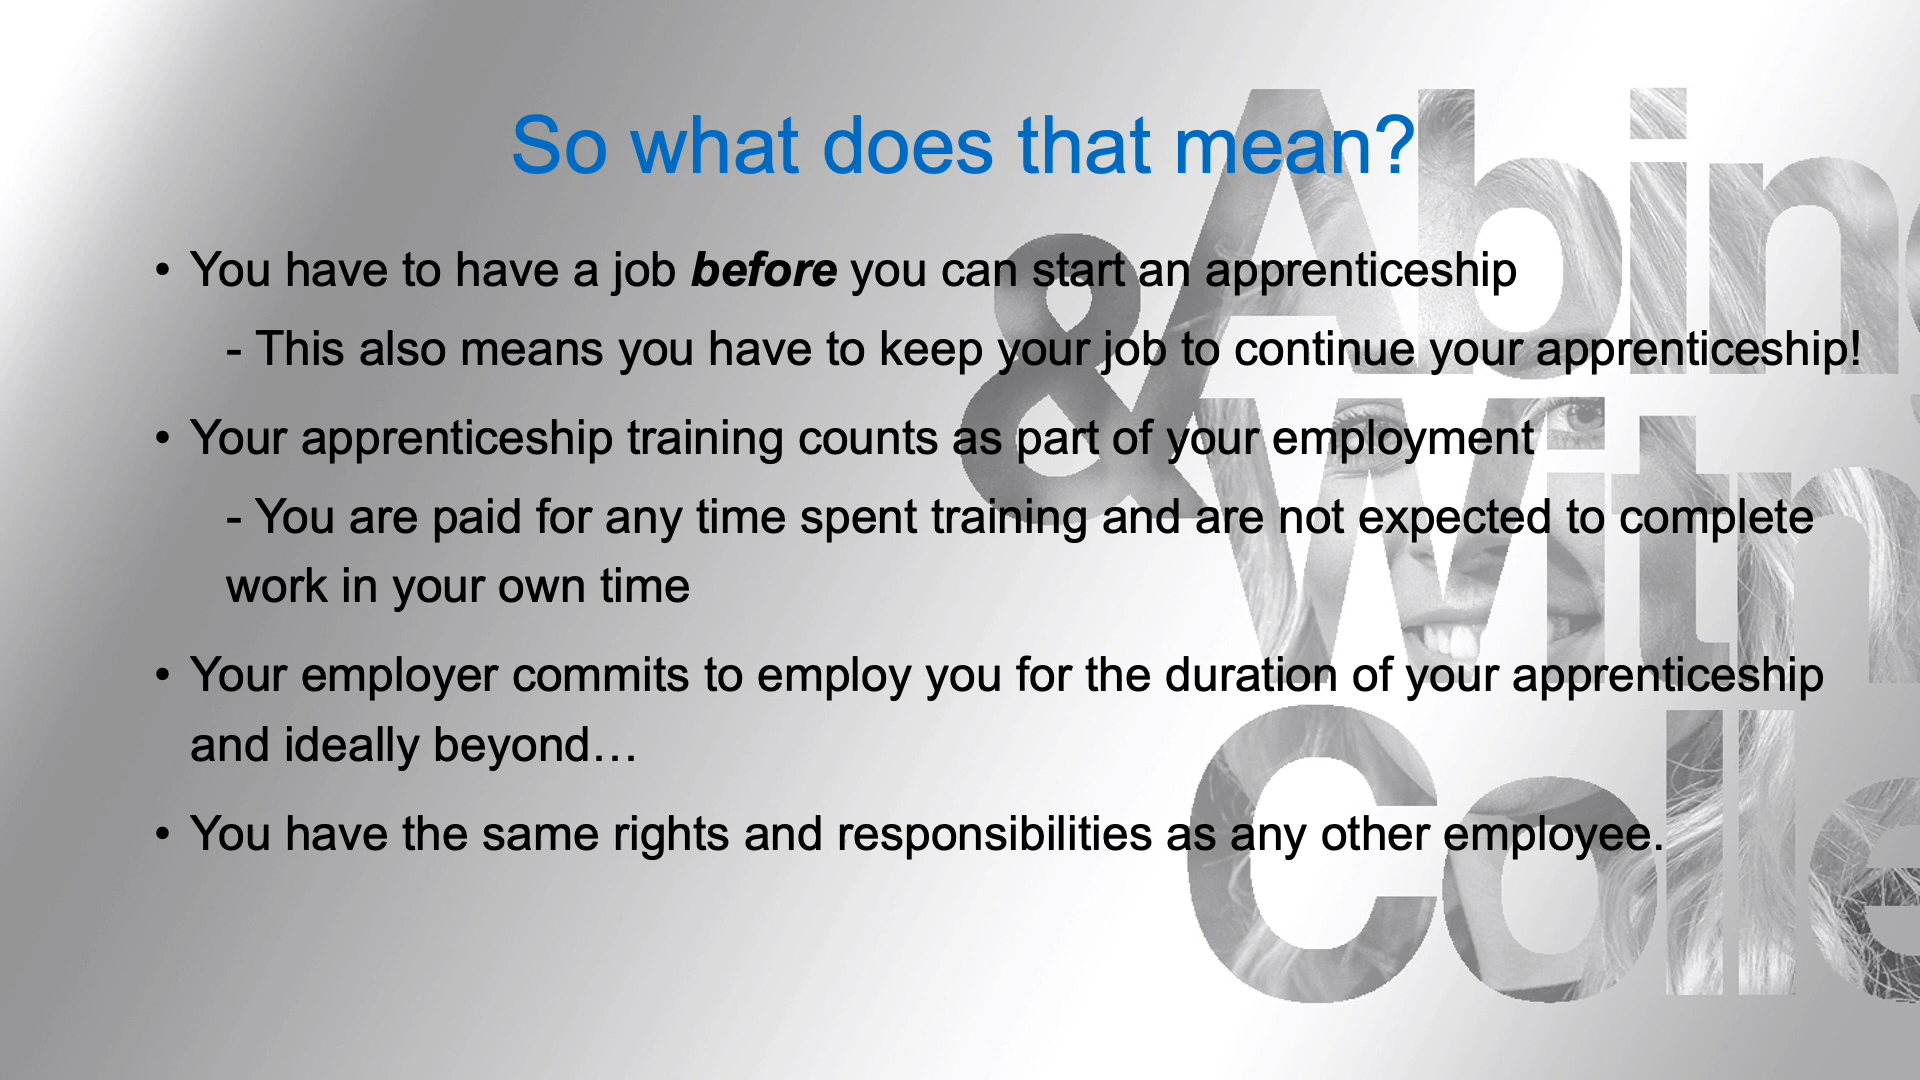 So what does that mean?
• You have to have a job before you can start an apprenticeship
- This also means you have to keep your job to continue your apprenticeship!
• Your apprenticeship training counts as part of your employment
- You are paid for any time spent training and are not expected to complete
work in your own time
• Your employer commits to employ you for the duration of your apprenticeship
and ideally beyond…
• You have the same rights and responsibilities as any other employee.
Abin
&Witn
Colle